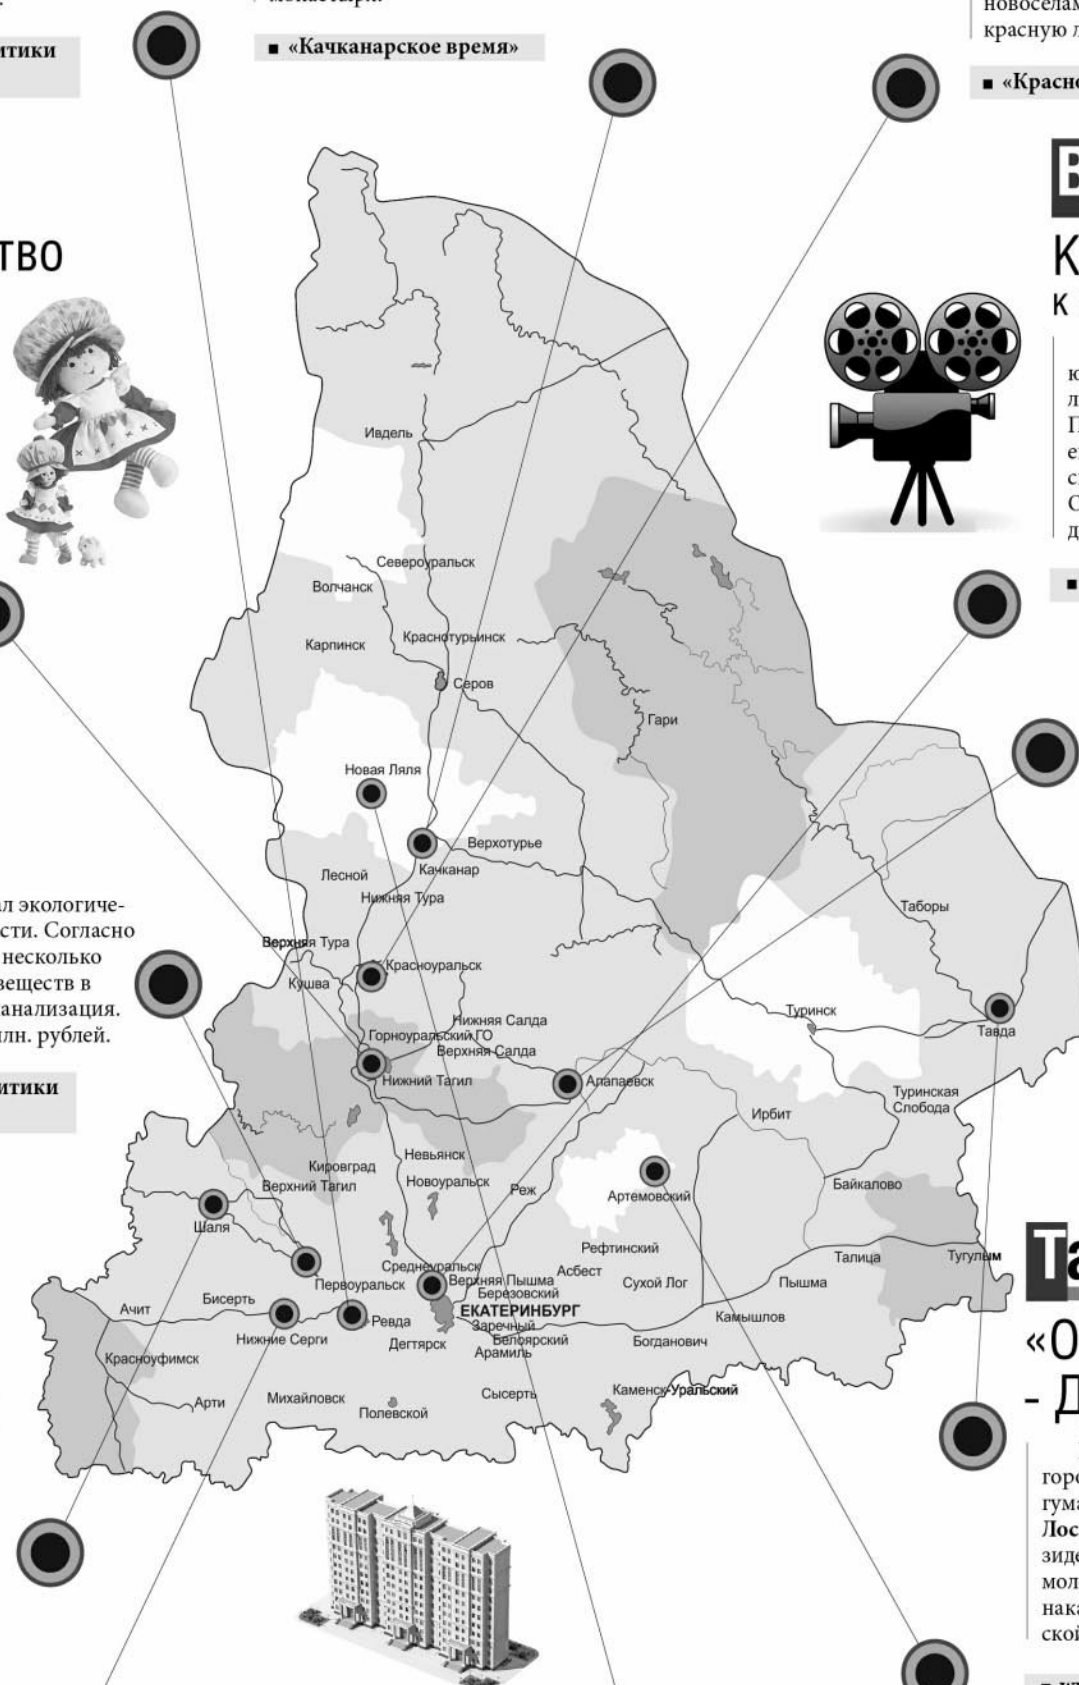 монастыря.
новоселам
красную л
итики
■ «Качканарское время»
■ «Красно
В
К
к
тво
ю
л
П
е
с
О
д
Ивдель
Североуральск
Волчанск
Краснотурьинск
Карпинск
Серов
Гари
Новая Ляля
Верхотурье
Качканар
Лесной
Нижняя Тура
Таборы
ал экологиче-
сти. Согласно
несколько
веществ в
канализация.
млн. рублей.
итики
Верхняя Тура
Красноуральск
Кушва
Туринск
Нижняя Салда
Тавда
Горноуральский ГО
Верхняя Салда
Нижний Тагил
Алапаевск
Туринская
Слобода
Ирбит
Невьянск
Кировград
Новоуральск
Верхний Тагил
Реж
Артемовский
Байкалово
Шаля
Рефтинский
Талица
Тугулым
Среднеуральск
Асбест
Первоуральск
Верхняя Пышма
Сухой Лог
Пышма
Березовский
Бисерть
Ачит
ЕКАТЕРИНБУРГ
Камышлов
Ревда
Заречный
Нижние Серги
Дегтярск
Белоярский
Богданович
Арамиль
Красноуфимск
Сысерть
Каменск-Уральский
Михайловск
Арти
Полевской
Та
«О
- Д
горо
гума
Лос
зиде
мол
нака
ской